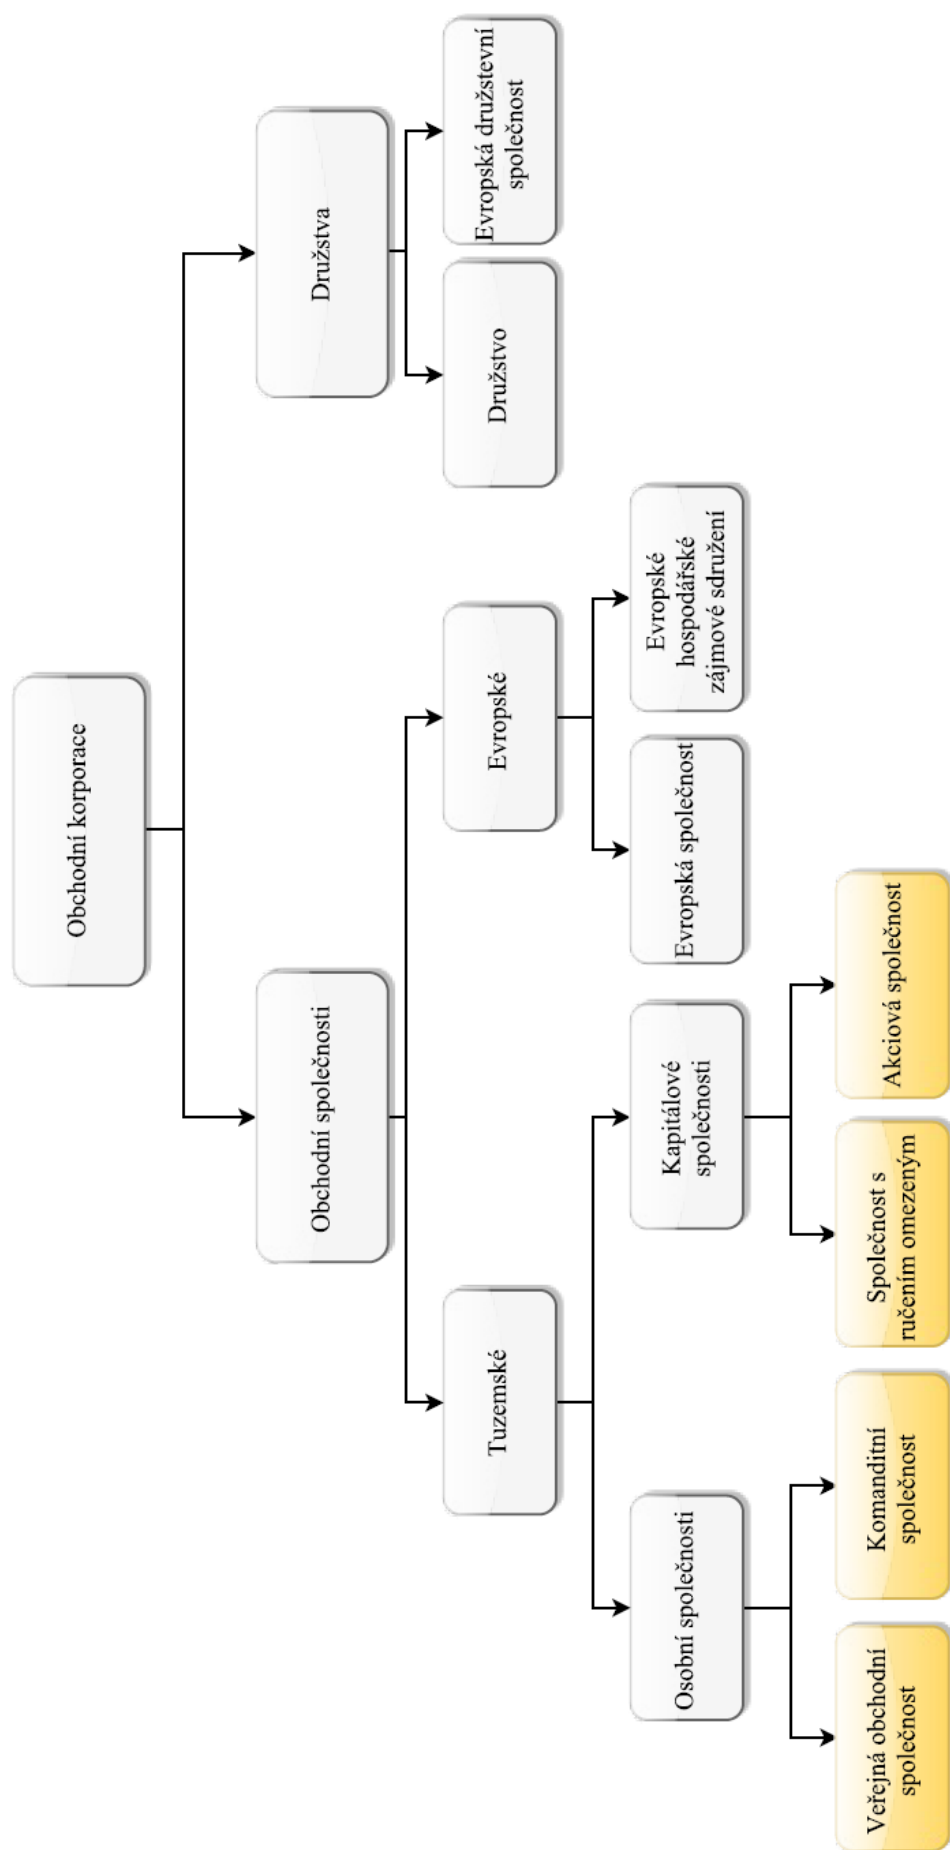 Obchodní korporace
Obchodní společnosti
Družstva
Tuzemské
Evropské
Družstvo
Evropská družstevní
společnost
Osobní společnosti
Kapitálové
společnosti
Evropská společnost
Evropské
hospodářské
zájmové sdružení
Veřejná obchodní
společnost
Komanditní
společnost
Společnost s
ručením omezeným
Akciová společnost